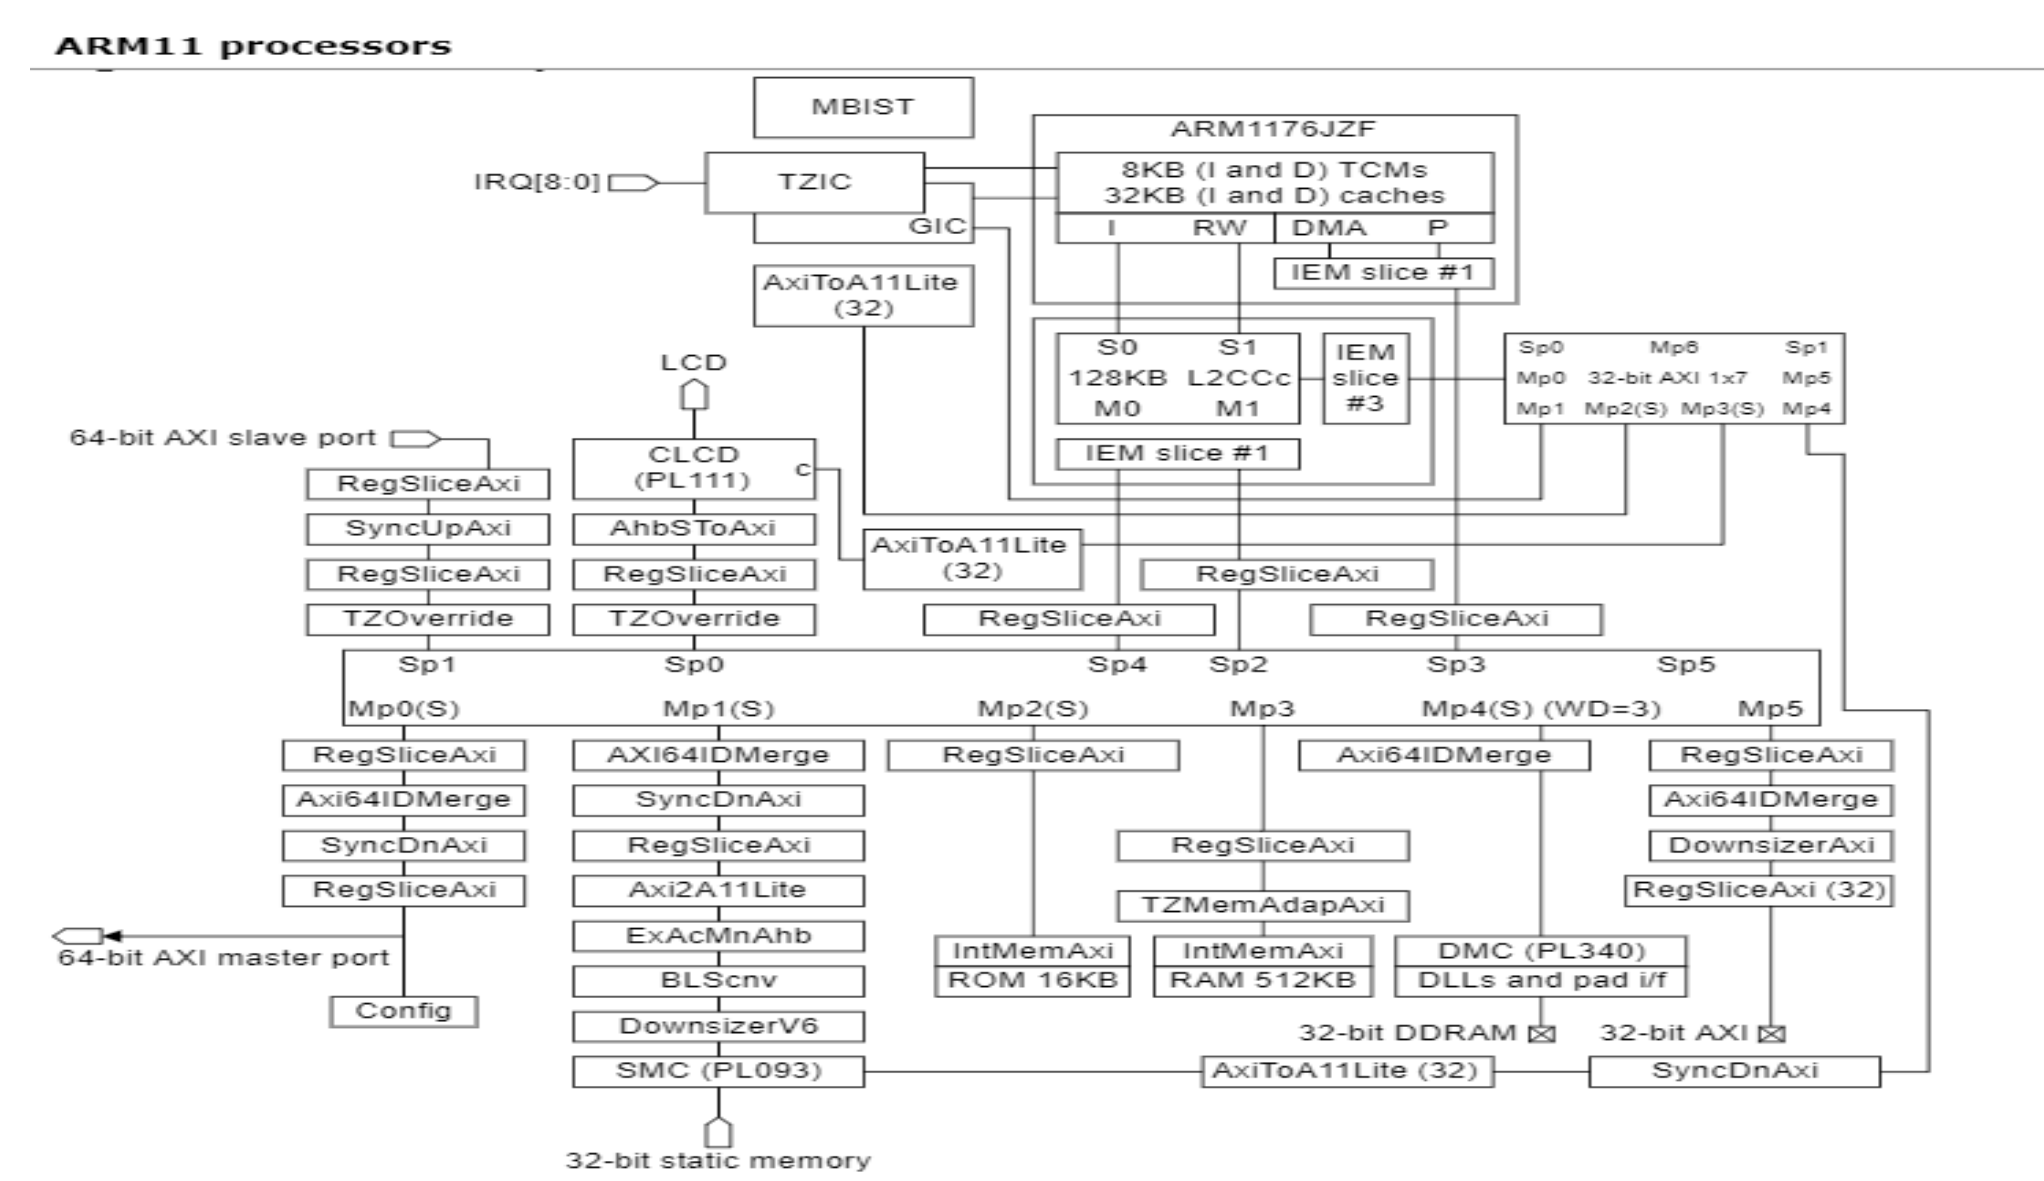 ARM11 processors
MBIST
ARM1176JZF
IRQ[8:0]
TZIC
8KB (I and D) TCMs
32KB (I and D) caches
GIC
I RW DMA P
IEM slice #1
AxiToA11Lite
(32)
LCD
S0 S1
128KB L2CCc
M0 M1
IEM
slice
#3
Sp0 Mp6 Sp1
Mp0 32-bit AXI 1x7 Mp5
Mp1 Mp2(S) Mp3(S) Mp4
64-bit AXI slave port
CLCD
(PL111)
c
IEM slice #1
RegSliceAxi
SyncUpAxi
RegSliceAxi
TZOverride
AhbSToAxi
RegSliceAxi
TZOverride
AxiToA11Lite
(32)
RegSliceAxi
RegSliceAxi
RegSliceAxi
Sp1 Sp0 Sp4 Sp2 Sp3 Sp5
Mp0(S) Mp1(S) Mp2(S) Mp3 Mp4(S) (WD=3) Mp5
RegSliceAxi
Axi64IDMerge
SyncDnAxi
RegSliceAxi
64-bit AXI master port
Config
AXI64IDMerge
SyncDnAxi
RegSliceAxi
Axi2A11Lite
ExAcMnAhb
BLScnv
DownsizerV6
SMC (PL093)
32-bit static memory
RegSliceAxi
IntMemAxi
ROM 16KB
RegSliceAxi
TZMemAdapAxi
IntMemAxi
RAM 512KB
Axi64IDMerge
DMC (PL340)
DLLs and pad i/f
32-bit DDRAM
RegSliceAxi
Axi64IDMerge
DownsizerAxi
RegSliceAxi (32)
32-bit AXI
AxiToA11Lite (32)
SyncDnAxi